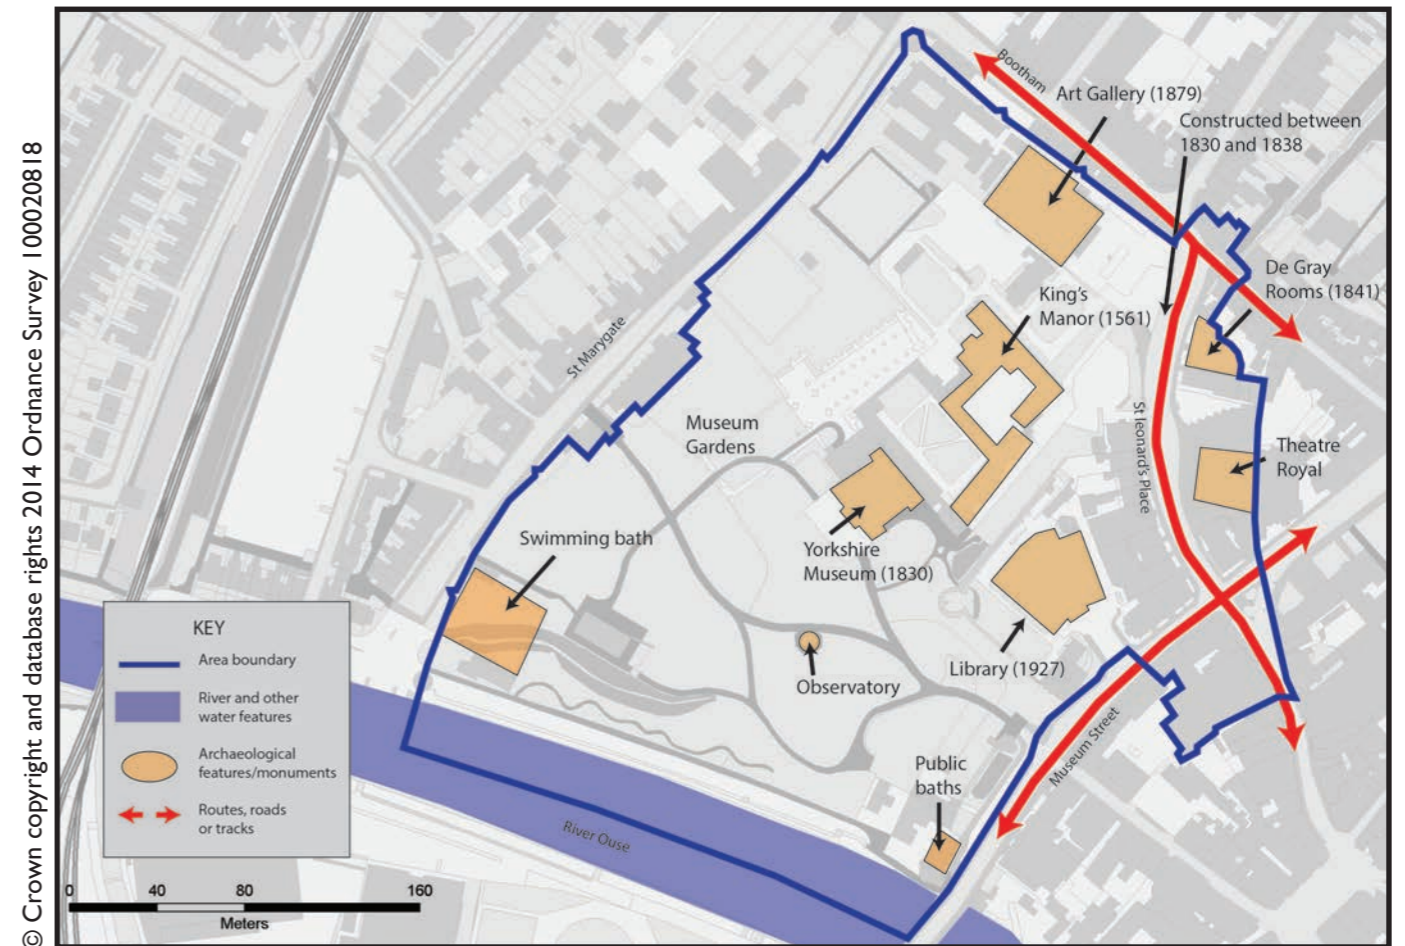 © Crown copyright and database rights 2014 Ordnance Survey 100020818
Bootham
Art Gallery (1879)
Constructed between
1830 and 1838
De Gray
Rooms (1841)
King's
Manor (1561)
St Marygate
Museum
Gardens
St leonard's Place
Theatre
Royal
Swimming bath
Yorkshire
Museum (1830)
Library (1927)
Observatory
Museum Street
Public
baths
River Ouse
KEY
Area boundary
River and other
water features
Archaeological
features/monuments
Routes, roads
or tracks
0 40 80 160
Meters